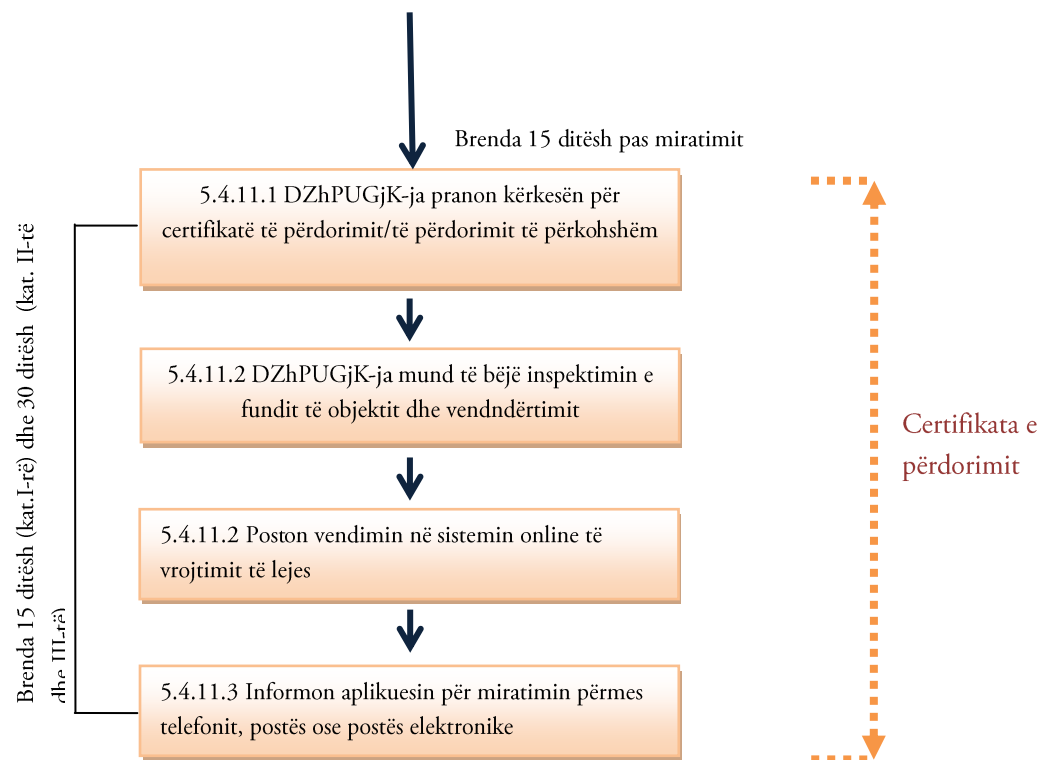 Brenda 15 ditësh pas miratimit
5.4.11.1 DZhPUGjK-ja pranon kërkesën për
certifikatë të përdorimit/të përdorimit të përkohshëm
5.4.11.2 DZhPUGjK-ja mund të bëjë inspektimin e
fundit të objektit dhe vendndërtimit
5.4.11.2 Poston vendimin në sistemin online të
vrojtimit të lejes
5.4.11.3 Informon aplikuesin për miratimin përmes
telefonit, postës ose postës elektronike
Brenda 15 ditësh (kat.I-rë) dhe 30 ditësh (kat. II-të
dhe III-rë)
Certifikata e
përdorimit